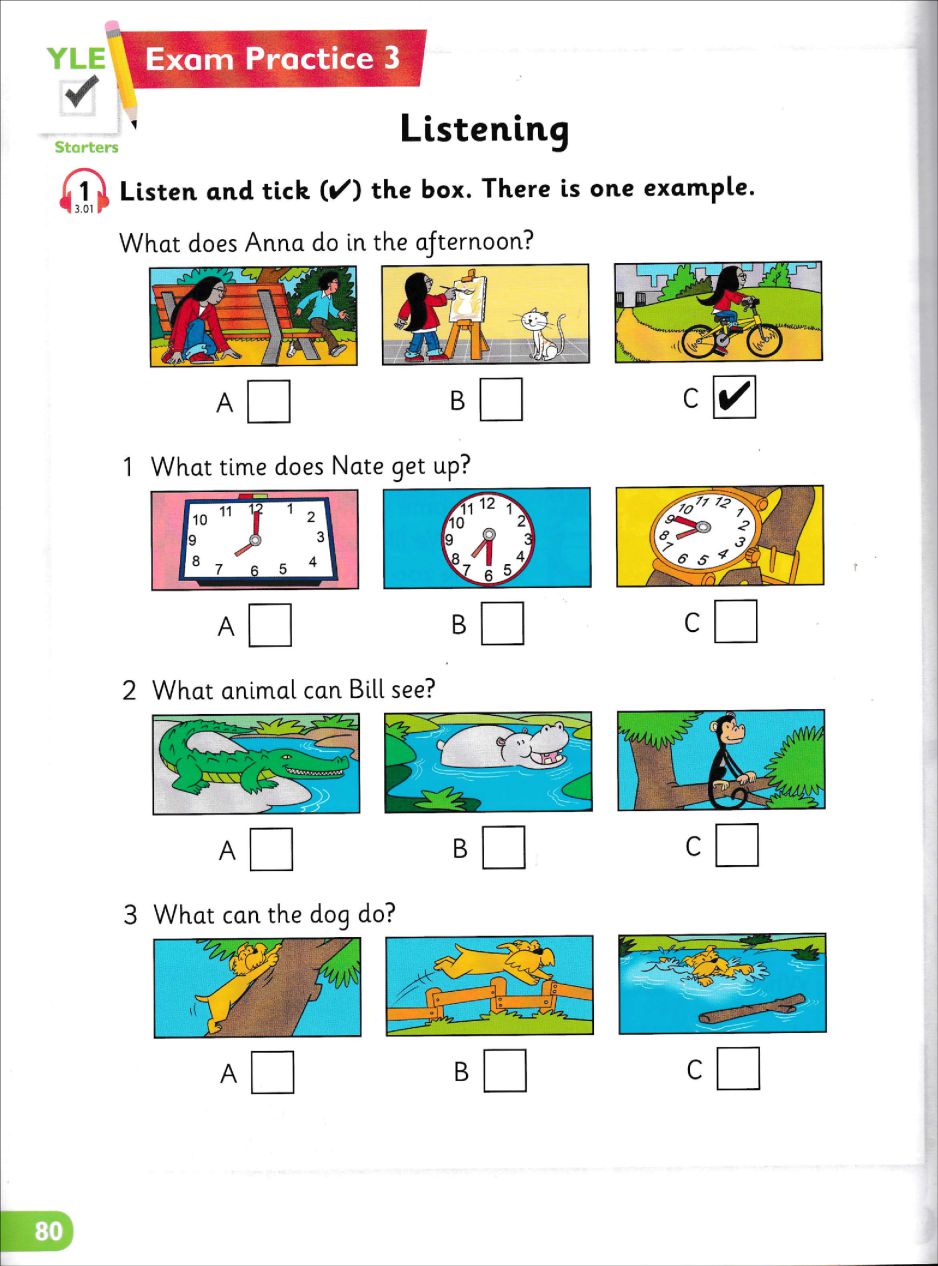 YLE
Starters
Exam Practice 3
Listening
1
3.01
Listen and tick (✔) the box. There is one example.
What does Anna do in the afternoon?
A
B
C ✔
1 What time does Nate get up?
12 1 2 3 4 5 6 7 8 9 10 11
12 1 2 3 4 5 6 7 8 9 10 11
12 1 2 3 4 5 6 7 8 9 10 11
A
B
C
2 What animal can Bill see?
A
B
C
3 What can the dog do?
A
B
C
80